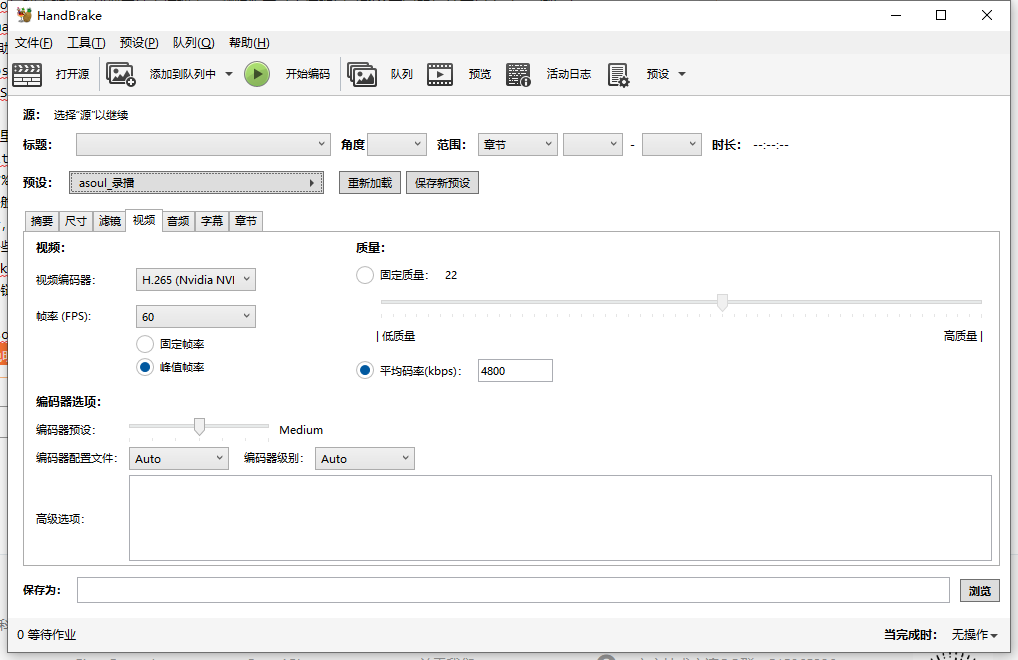 HandBrake
文件(F) 工具(T) 预设(P) 队列(Q) 帮助(H)
打开源 添加到队列中 开始编码 队列 预览 活动日志 预设
源： 选择“源”以继续
标题： 角度 范围： 章节 - 时长： --:--:--
预设： asoul_录播 重新加载 保存新预设
摘要 尺寸 滤镜 视频 音频 字幕 章节
视频： 质量：
视频编码器： H.265 (Nvidia NVI 固定质量： 22
帧率 (FPS): 60
| 低质量 高质量 |
固定帧率
峰值帧率 平均码率(kbps)： 4800
编码器选项：
编码器预设： Medium
编码器配置文件： Auto 编码器级别： Auto
高级选项：
保存为： 浏览
0 等待作业 当完成时： 无操作